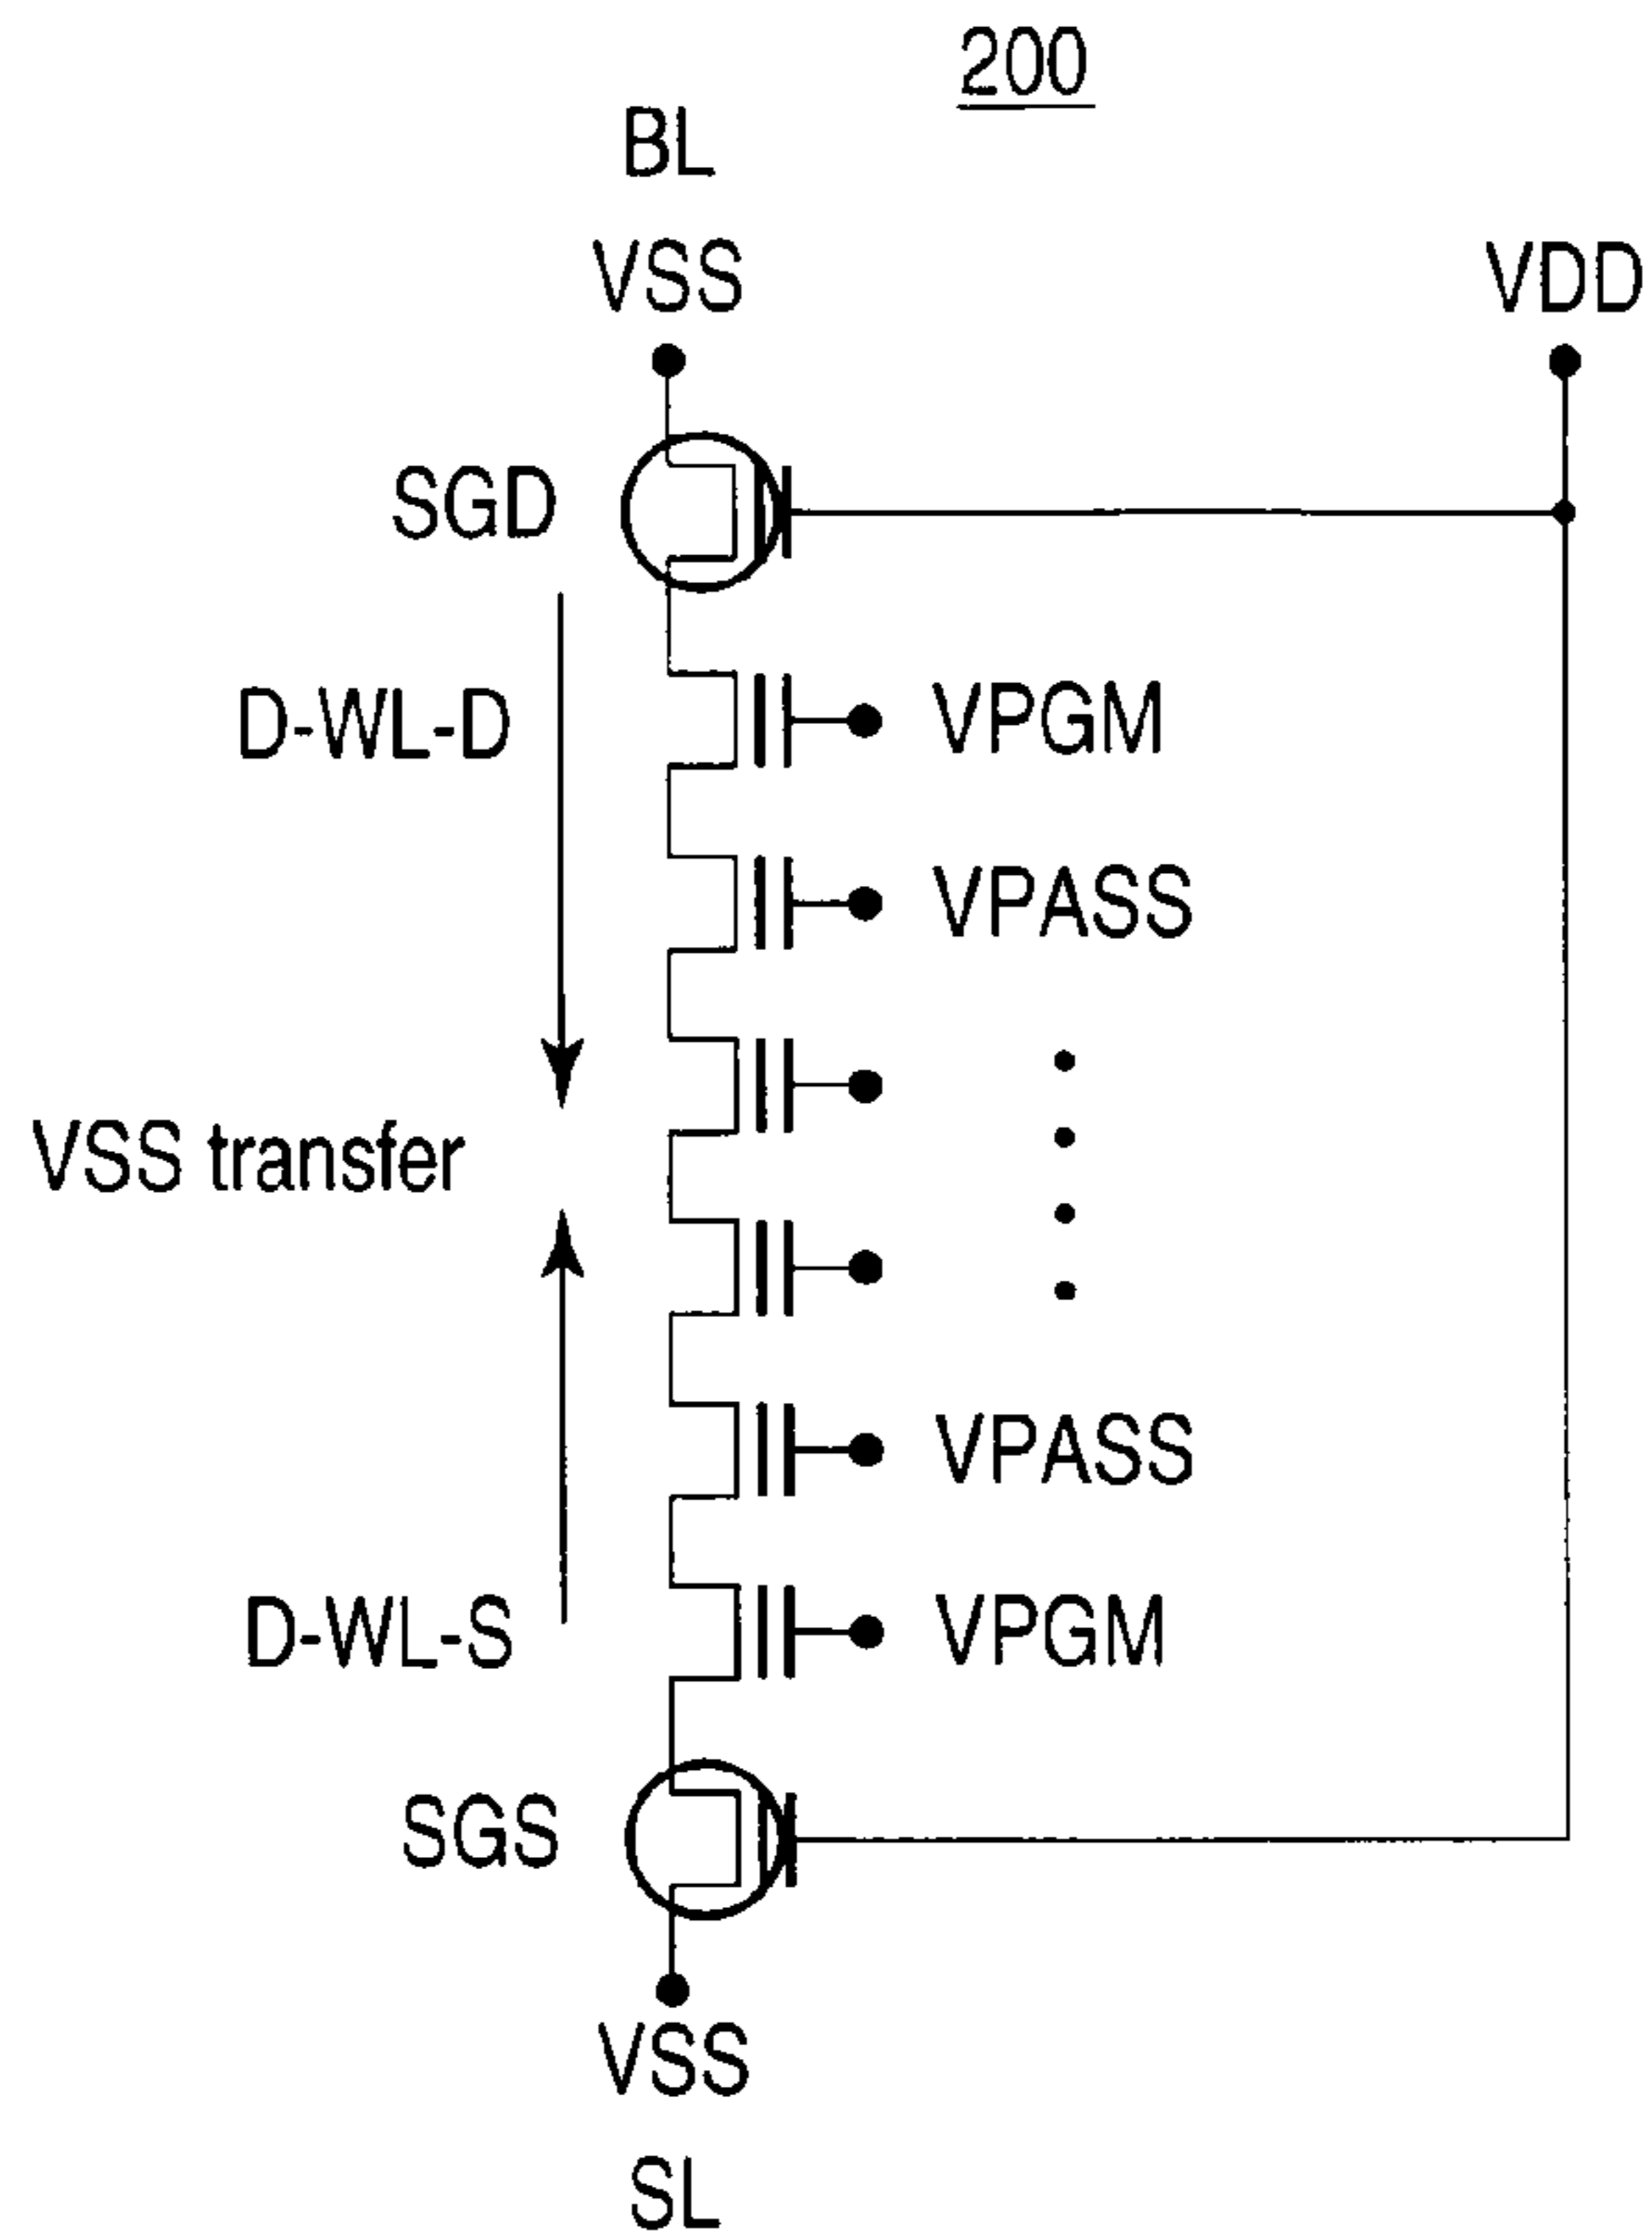 200
BL
VSS
VDD
SGD
D-WL-D
VPGM
VPASS
VSS transfer
VPASS
D-WL-S
VPGM
SGS
VSS
SL